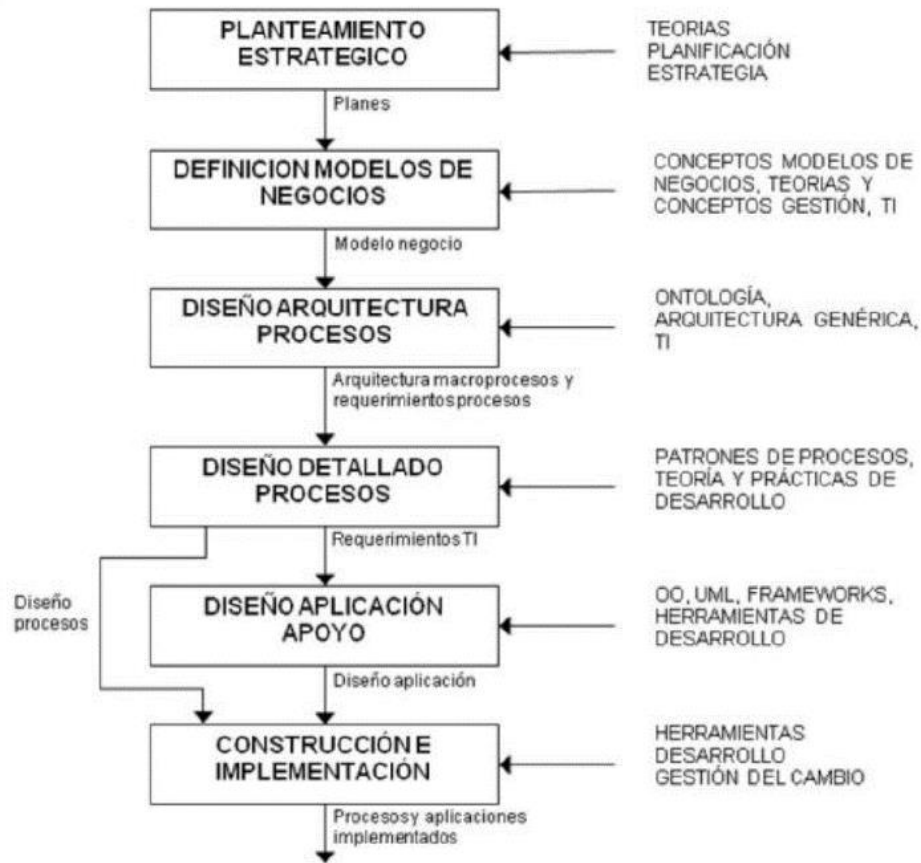 PLANTEAMIENTO
ESTRATEGICO
TEORIAS
PLANIFICACIÓN
ESTRATEGIA
Planes
DEFINICION MODELOS DE
NEGOCIOS
CONCEPTOS MODELOS DE
NEGOCIOS, TEORIAS Y
CONCEPTOS GESTIÓN, TI
Modelo negocio
DISEÑO ARQUITECTURA
PROCESOS
ONTOLOGÍA,
ARQUITECTURA GENÉRICA,
TI
Arquitectura macroprocesos y
requerimientos procesos
DISEÑO DETALLADO
PROCESOS
PATRONES DE PROCESOS,
TEORÍA Y PRÁCTICAS DE
DESARROLLO
Requerimientos TI
Diseño
procesos
DISEÑO APLICACIÓN
APOYO
OO, UML, FRAMEWORKS,
HERRAMIENTAS DE
DESARROLLO
Diseño aplicación
CONSTRUCCIÓN E
IMPLEMENTACIÓN
HERRAMIENTAS
DESARROLLO
GESTIÓN DEL CAMBIO
Procesos y aplicaciones
implementados